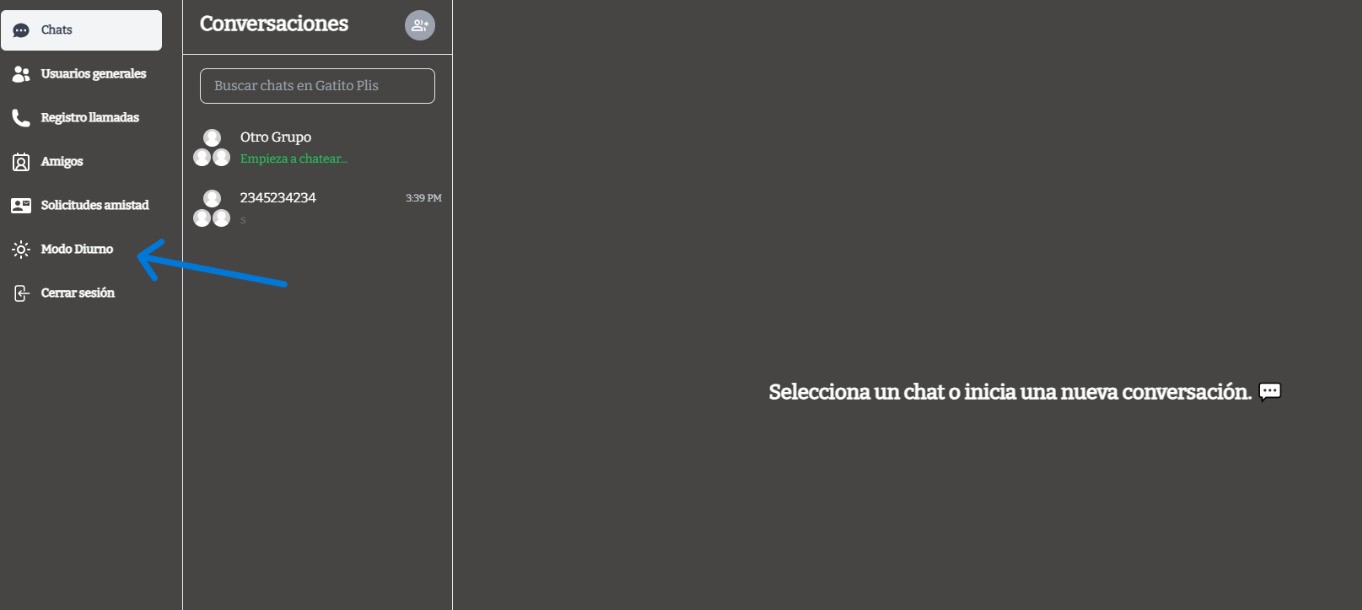 Chats
Usuarios generales
Registro llamadas
Amigos
Solicitudes amistad
Modo Diurno
Cerrar sesión
Conversaciones
Buscar chats en Gatito Plis
Otro Grupo
Empieza a chatear...
2345234234
3:39 PM
s
Selecciona un chat o inicia una nueva conversación. 💬